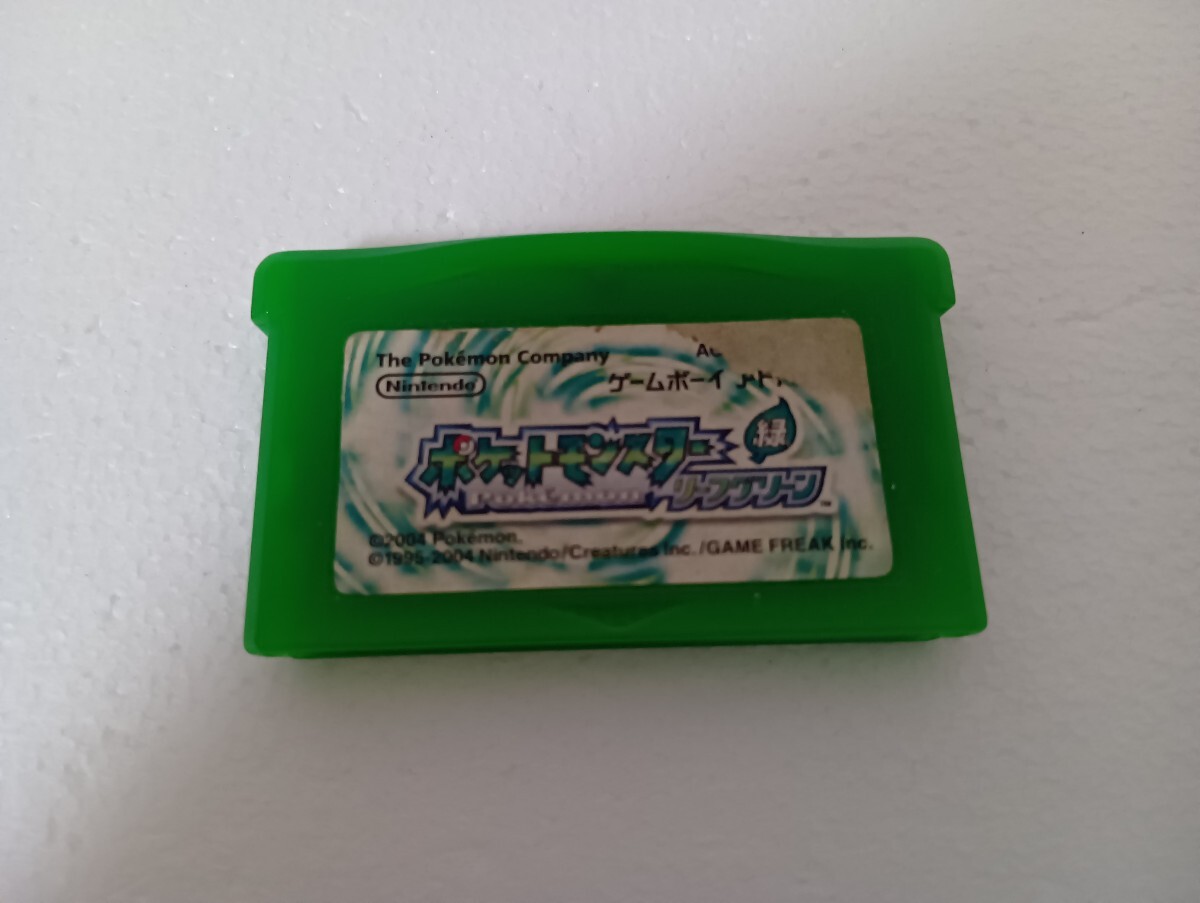 The Pokémon Company
Nintendo
ゲームボーイ
ポケットモンスター
緑
リーフグリーン
TM
©2004 Pokémon.
©1995-2004 Nintendo/Creatures inc./GAME FREAK inc.